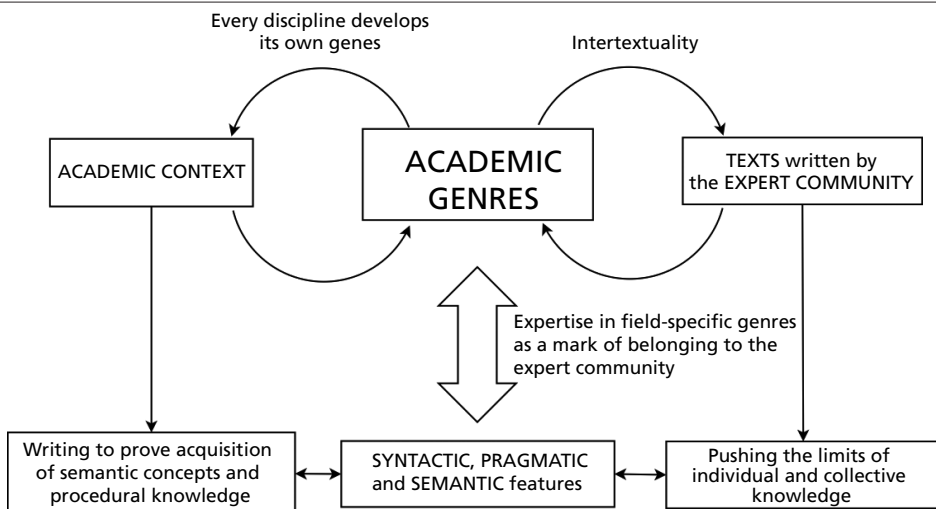 Every discipline develops
its own genes
Intertextuality
ACADEMIC CONTEXT
ACADEMIC
GENRES
TEXTS written by
the EXPERT COMMUNITY
Expertise in field-specific genres
as a mark of belonging to the
expert community
Writing to prove acquisition
of semantic concepts and
procedural knowledge
SYNTACTIC, PRAGMATIC
and SEMANTIC features
Pushing the limits of
individual and collective
knowledge